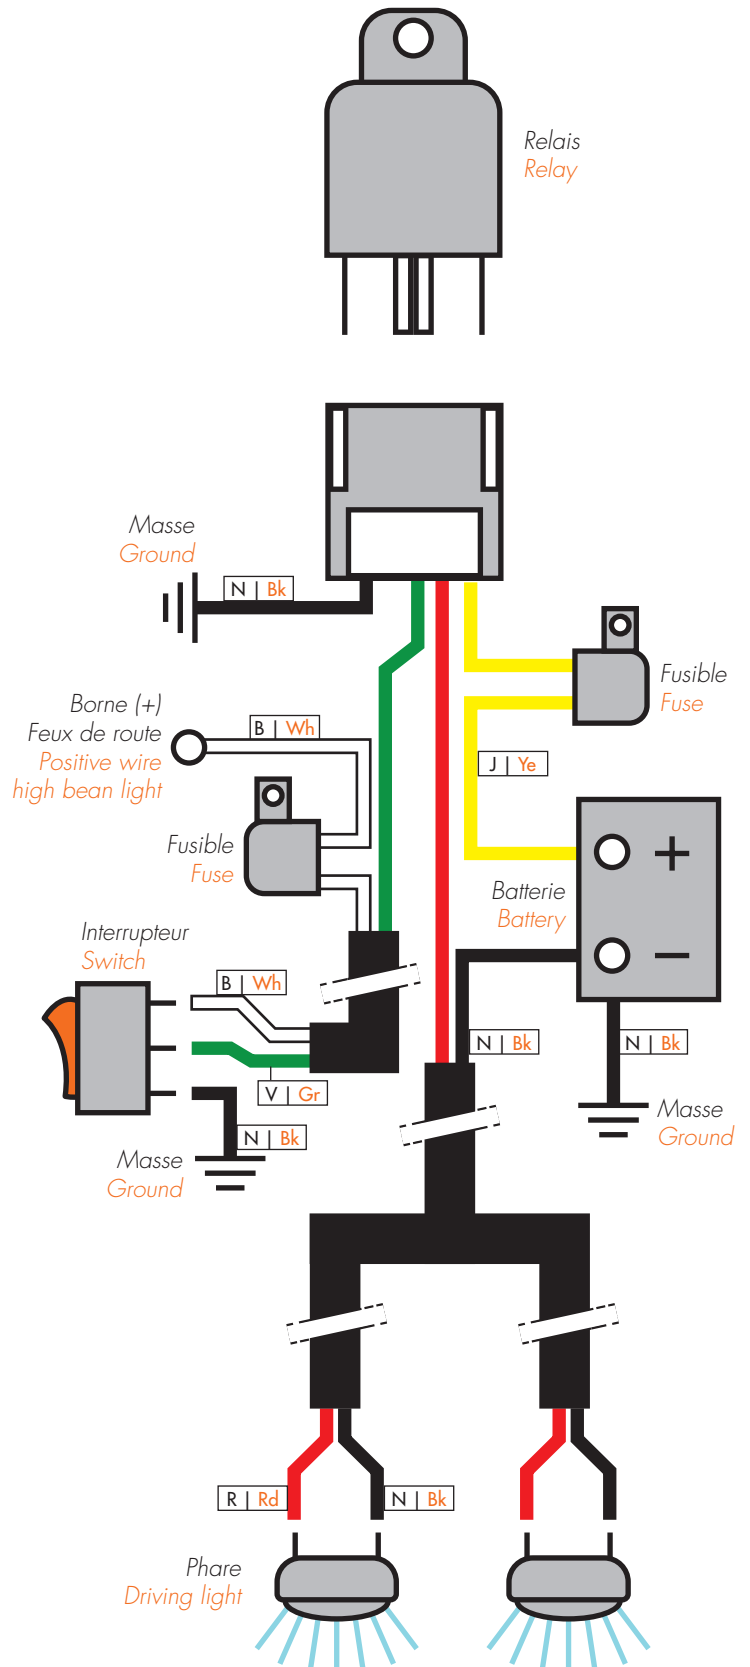 Relais
Relay
Masse
Ground
N | Bk
Borne (+)
Feux de route
Positive wire
high bean light
B | Wh
Fusible
Fuse
J | Ye
Fusible
Fuse
Batterie
Battery
+
−
Interrupteur
Switch
B | Wh
V | Gr
N | Bk
Masse
Ground
N | Bk
N | Bk
Masse
Ground
R | Rd
N | Bk
Phare
Driving light